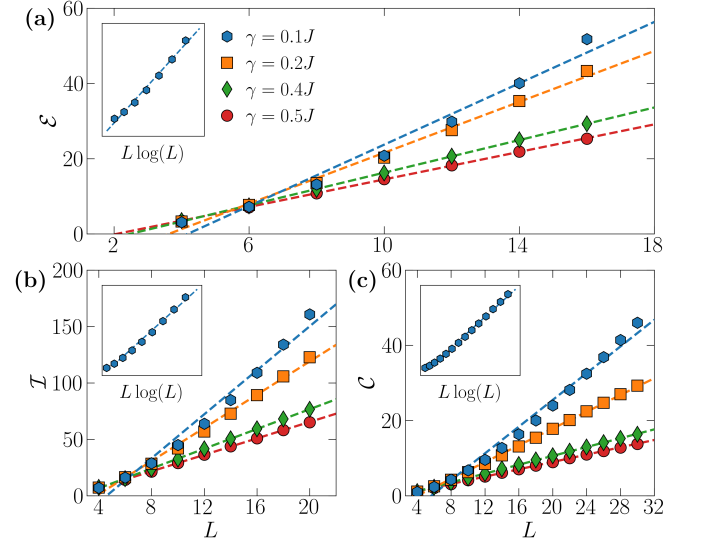 (a)
60
40
20
0
ℰ
L log(L)
γ = 0.1J
γ = 0.2J
γ = 0.4J
γ = 0.5J
2 6 10 14 18
(b)
200
150
100
50
0
ℐ
L log(L)
4 8 12 16 20
L
(c)
60
40
20
0
𝒞
L log(L)
4 8 12 16 20 24 28 32
L